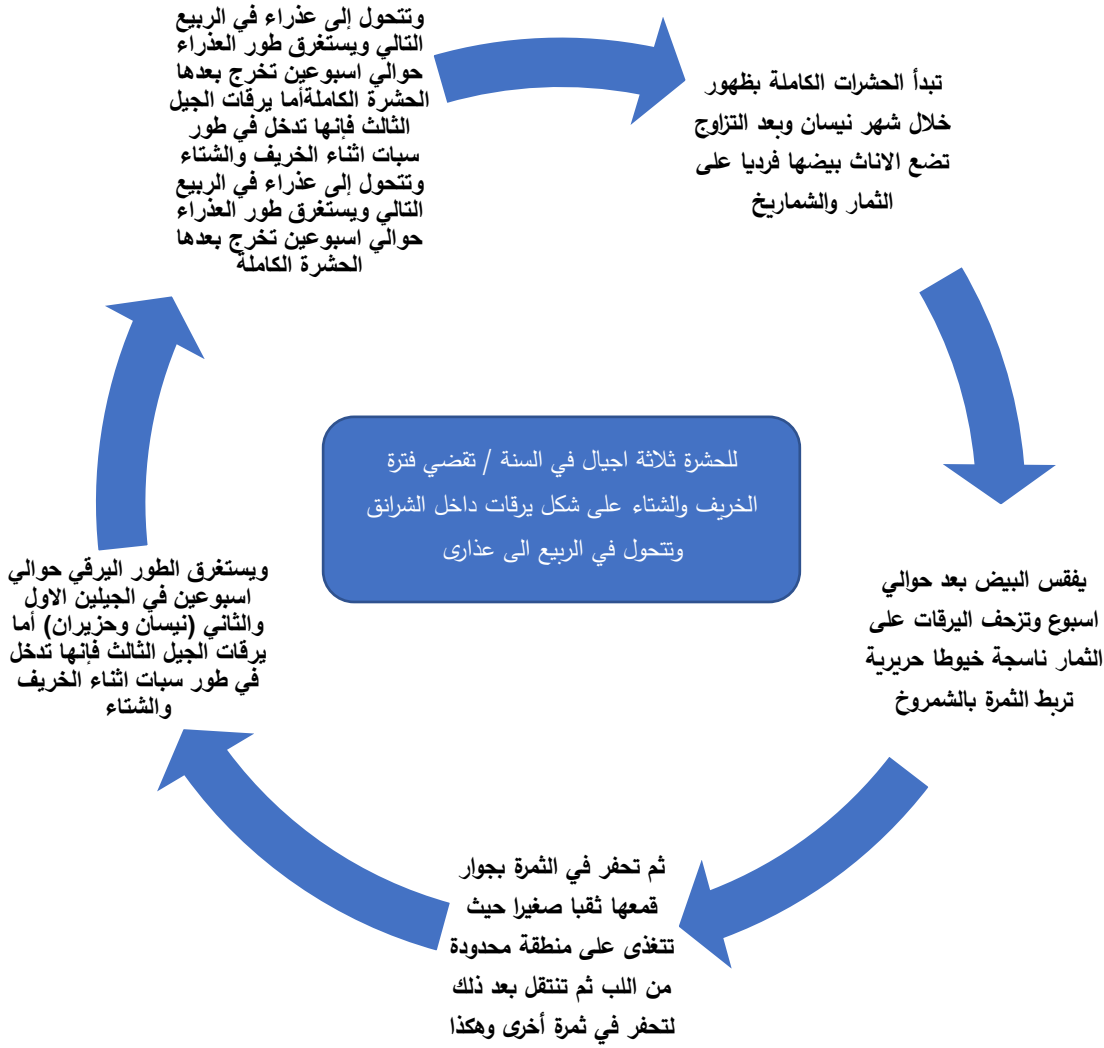 وتتحول إلى عذراء في الربيع
التالي ويستغرق طور العذراء
حوالي اسبوعين تخرج بعدها
الحشرة الكاملةأما يرقات الجيل
الثالث فإنها تدخل في طور
سبات اثناء الخريف والشتاء
وتتحول إلى عذراء في الربيع
التالي ويستغرق طور العذراء
حوالي اسبوعين تخرج بعدها
الحشرة الكاملة
تبدأ الحشرات الكاملة بظهور
خلال شهر نيسان وبعد التزاوج
تضع الاناث بيضها فرديا على
الثمار والشماريخ
يفقس البيض بعد حوالي
اسبوع وتزحف اليرقات على
الثمار ناسجة خيوطا حريرية
تربط الثمرة بالشمروخ
ثم تحفر في الثمرة بجوار
قمعها ثقبا صغيرا حيث
تتغذى على منطقة محدودة
من اللب ثم تنتقل بعد ذلك
لتحفر في ثمرة أخرى وهكذا
ويستغرق الطور اليرقي حوالي
اسبوعين في الجيلين الاول
والثاني (نيسان وحزيران) أما
يرقات الجيل الثالث فإنها تدخل
في طور سبات اثناء الخريف
والشتاء
للحشرة ثلاثة اجيال في السنة / تقضي فترة
الخريف والشتاء على شكل يرقات داخل الشرانق
وتتحول في الربيع الى عذارى